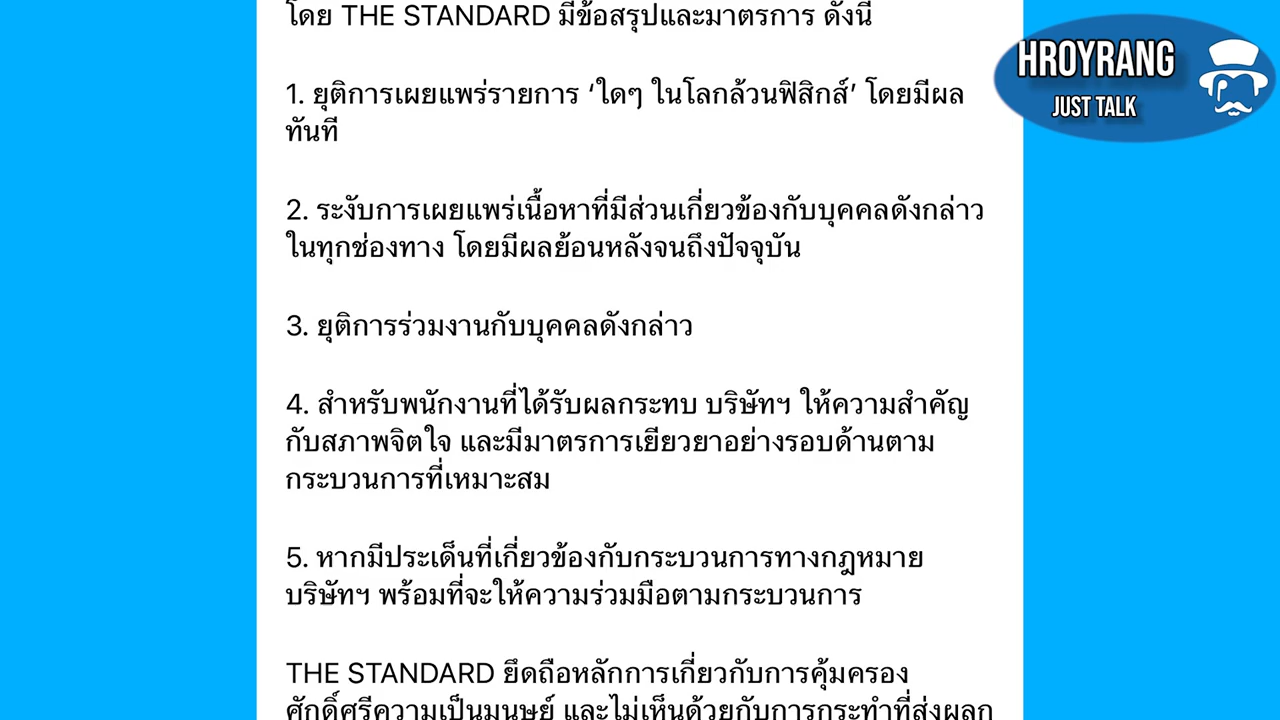 โดย THE STANDARD มีข้อสรุปและมาตรการ ดังนี้
HROYRANG
JUST TALK
1. ยุติการเผยแพร่รายการ ‘ใดๆ ในโลกล้วนฟิสิกส์’ โดยมีผล
ทันที
2. ระงับการเผยแพร่เนื้อหาที่มีส่วนเกี่ยวข้องกับบุคคลดังกล่าว
ในทุกช่องทาง โดยมีผลย้อนหลังจนถึงปัจจุบัน
3. ยุติการร่วมงานกับบุคคลดังกล่าว
4. สำหรับพนักงานที่ได้รับผลกระทบ บริษัทฯ ให้ความสำคัญ
กับสภาพจิตใจ และมีมาตรการเยียวยาอย่างรอบด้านตาม
กระบวนการที่เหมาะสม
5. หากมีประเด็นที่เกี่ยวข้องกับกระบวนการทางกฎหมาย
บริษัทฯ พร้อมที่จะให้ความร่วมมือตามกระบวนการ
THE STANDARD ยึดถือหลักการเกี่ยวกับการคุ้มครอง
ศักดิ์ศรีความเป็นมนุษย์ และไม่เห็นด้วยกับการกระทำที่ส่งผลก